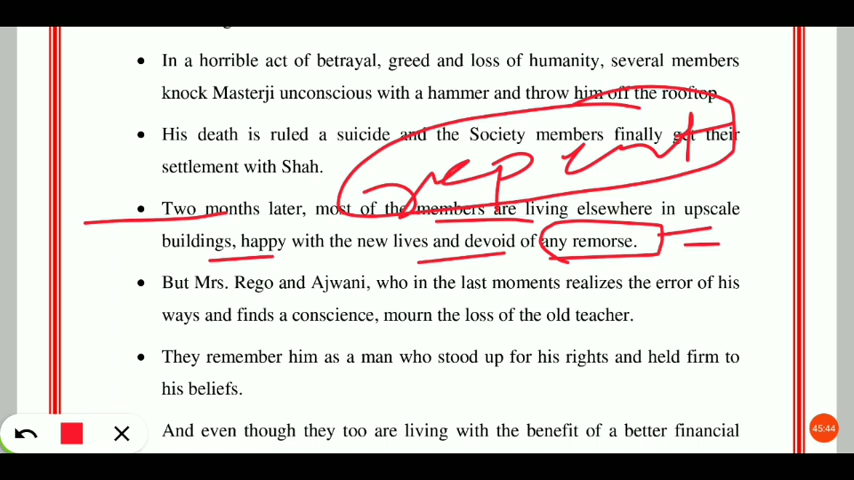 In a horrible act of betrayal, greed and loss of humanity, several members
knock Masterji unconscious with a hammer and throw him off the rooftop.
His death is ruled a suicide and the Society members finally get their
settlement with Shah.
Two months later, most of the members are living elsewhere in upscale
buildings, happy with the new lives and devoid of any remorse.
But Mrs. Rego and Ajwani, who in the last moments realizes the error of his
ways and finds a conscience, mourn the loss of the old teacher.
They remember him as a man who stood up for his rights and held firm to
his beliefs.
And even though they too are living with the benefit of a better financial
45:44